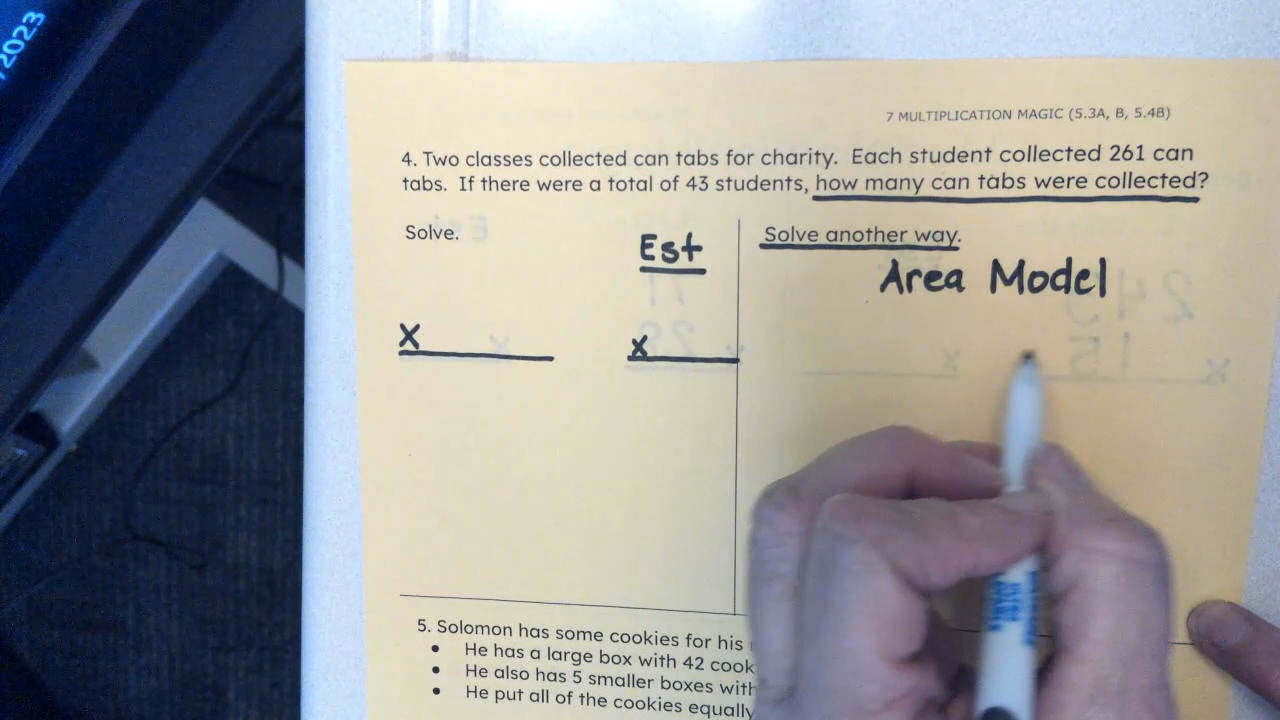 2023
7 MULTIPLICATION MAGIC (5.3A, B, 5.4B)
4. Two classes collected can tabs for charity. Each student collected 261 can
tabs. If there were a total of 43 students, how many can tabs were collected?
Solve.
Est
Solve another way.
Area Model
x
x
5. Solomon has some cookies for his
• He has a large box with 42 cook
• He also has 5 smaller boxes with
• He put all of the cookies equally